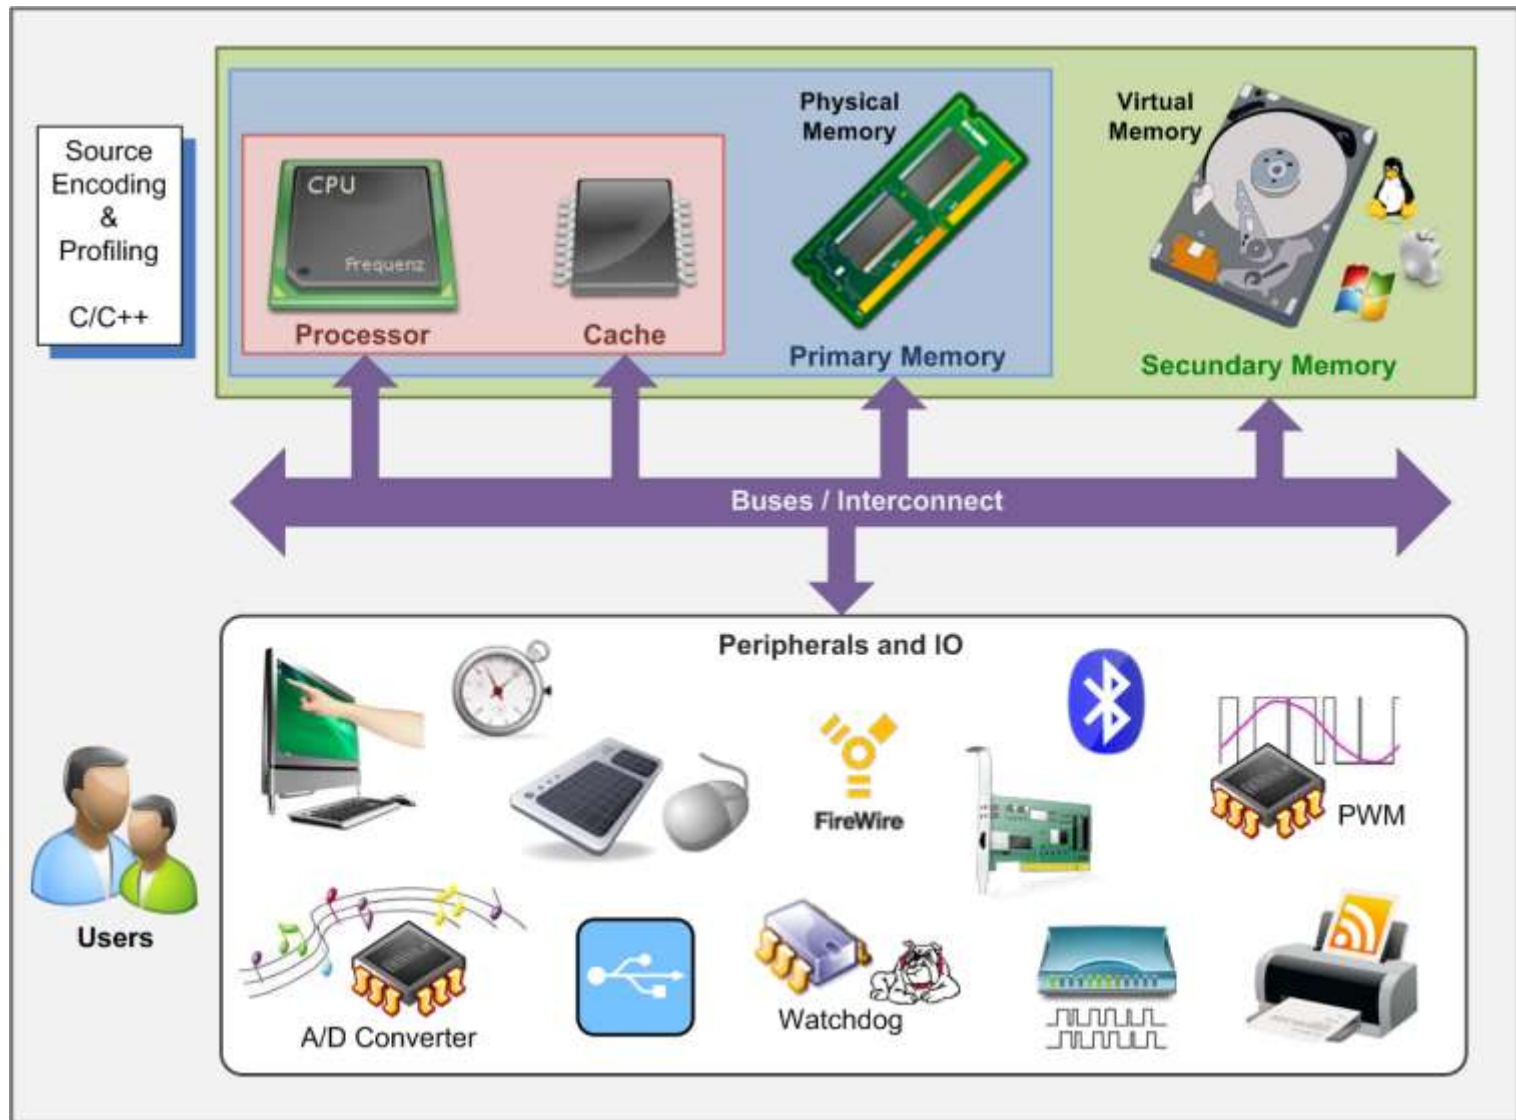 Source
Encoding
&
Profiling
C/C++
CPU
Frequenz
Processor
Cache
Physical
Memory
Primary Memory
Virtual
Memory
Secundary Memory
Buses / Interconnect
Peripherals and IO
FireWire
PWM
Users
A/D Converter
Watchdog